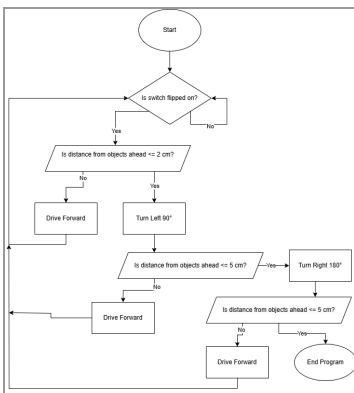 Start
Is switch flipped on?
No
Yes
Is distance from objects ahead <= 2 cm?
No
Yes
Drive Forward
Turn Left 90°
Is distance from objects ahead <= 5 cm?
Yes
Turn Right 180°
No
Drive Forward
Is distance from objects ahead <= 5 cm?
No
Yes
Drive Forward
End Program